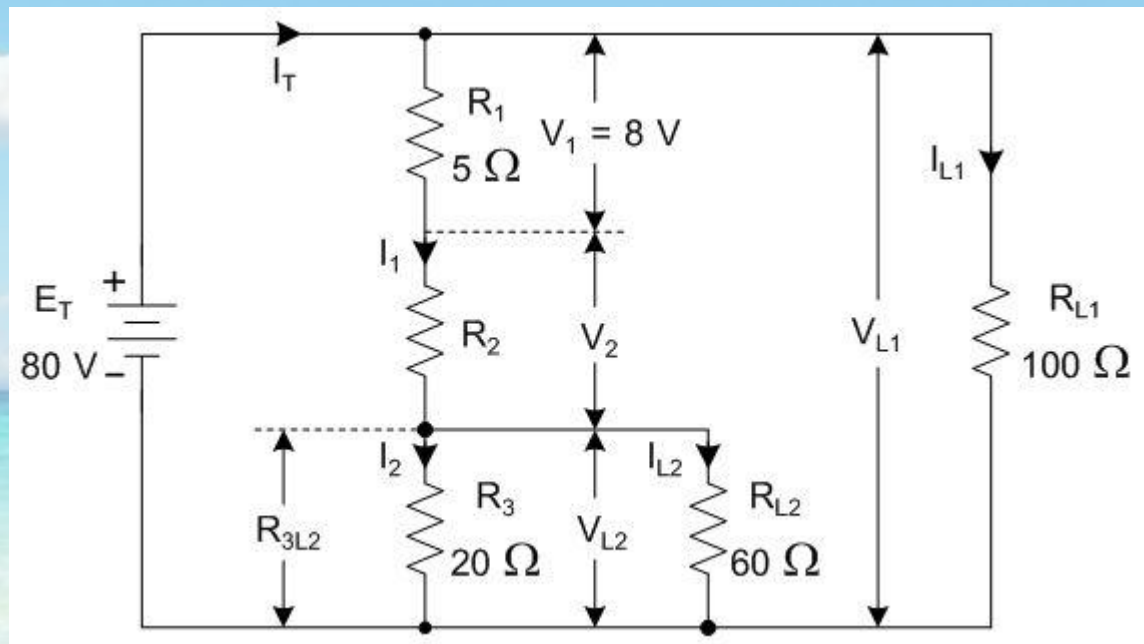 I_T
R_1
5 Ω
V_1 = 8 V
I_L1
I_1
+
E_T
80 V
–
R_2
V_2
V_L1
R_L1
100 Ω
I_2
I_L2
R_3L2
R_3
20 Ω
V_L2
R_L2
60 Ω